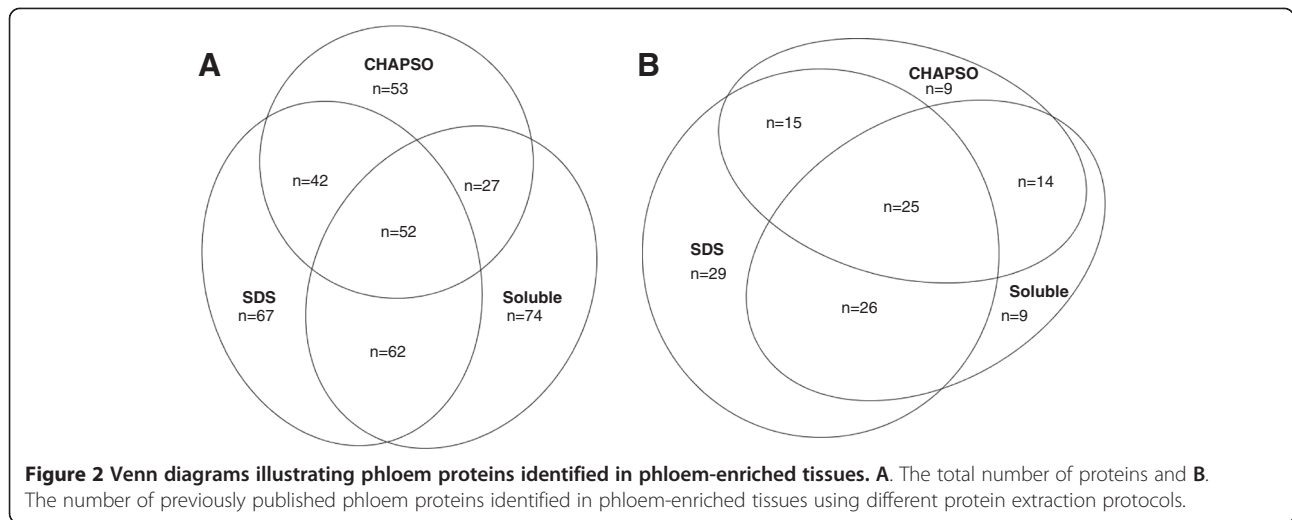 A
CHAPSO
n=53
n=42
n=27
n=52
SDS
n=67
Soluble
n=74
n=62
B
CHAPSO
n=9
n=15
n=14
n=25
SDS
n=29
Soluble
n=9
n=26
Figure 2 Venn diagrams illustrating phloem proteins identified in phloem-enriched tissues. A. The total number of proteins and B.
The number of previously published phloem proteins identified in phloem-enriched tissues using different protein extraction protocols.